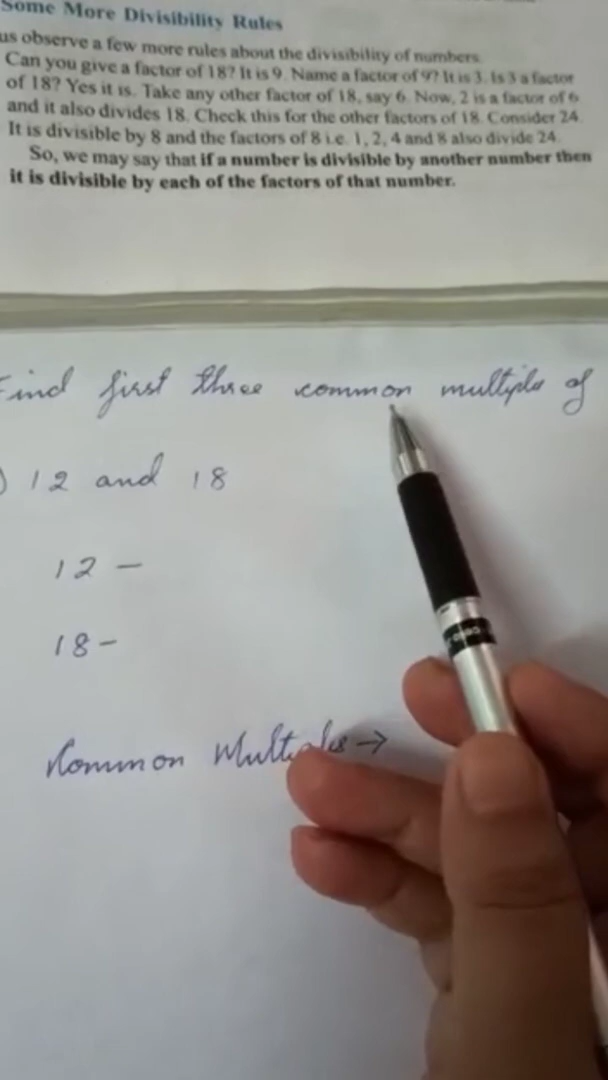 Some More Divisibility Rules
us observe a few more rules about the divisibility of numbers.
Can you give a factor of 18? It is 9. Name a factor of 9? It is 3. Is 3 a factor
of 18? Yes it is. Take any other factor of 18, say 6. Now, 2 is a factor of 6
and it also divides 18. Check this for the other factors of 18. Consider 24.
It is divisible by 8 and the factors of 8 i.e. 1, 2, 4 and 8 also divide 24.
So, we may say that if a number is divisible by another number then
it is divisible by each of the factors of that number.
Find first three common multiples of
) 12 and 18
12 –
18 –
Common Multiples →